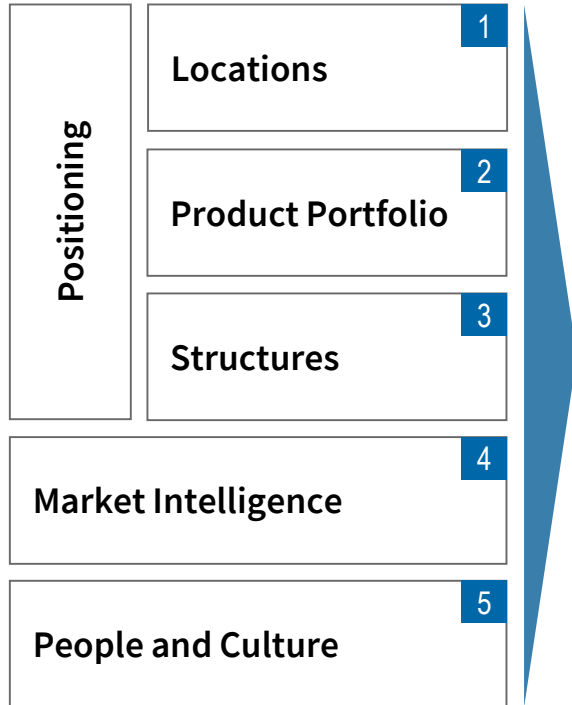 Positioning
1
Locations
2
Product Portfolio
3
Structures
4
Market Intelligence
5
People and Culture